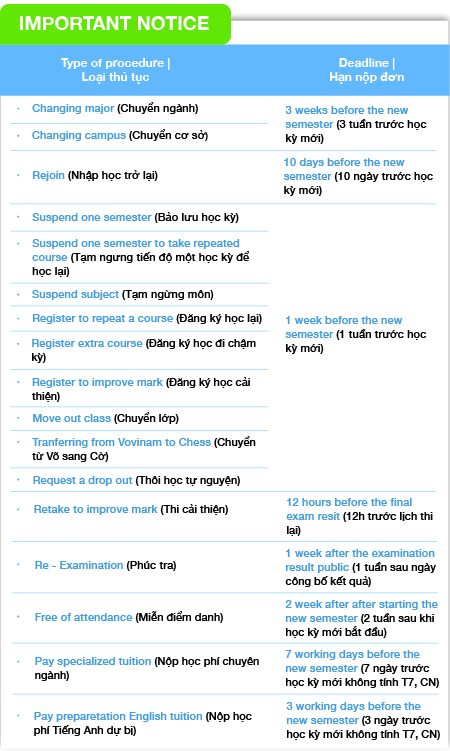 IMPORTANT NOTICE
Type of procedure |
Loại thủ tục
Deadline |
Hạn nộp đơn
Changing major (Chuyển ngành)
Changing campus (Chuyển cơ sở)
3 weeks before the new
semester (3 tuần trước học
kỳ mới)
Rejoin (Nhập học trở lại)
10 days before the new
semester (10 ngày trước học
kỳ mới)
Suspend one semester (Bảo lưu học kỳ)
Suspend one semester to take repeated
course (Tạm ngưng tiến độ một học kỳ để
học lại)
Suspend subject (Tạm ngừng môn)
Register to repeat a course (Đăng ký học lại)
Register extra course (Đăng ký học đi chậm
kỳ)
Register to improve mark (Đăng ký học cải
thiện)
Move out class (Chuyển lớp)
Tranferring from Vovinam to Chess (Chuyển
từ Võ sang Cờ)
Request a drop out (Thôi học tự nguyện)
1 week before the new
semester (1 tuần trước học
kỳ mới)
Retake to improve mark (Thi cải thiện)
12 hours before the final
exam resit (12h trước lịch thi
lại)
Re - Examination (Phúc tra)
1 week after the examination
result public (1 tuần sau ngày
công bố kết quả)
Free of attendance (Miễn điểm danh)
2 week after after starting the
new semester (2 tuần sau khi
học kỳ mới bắt đầu)
Pay specialized tuition (Nộp học phí chuyên
ngành)
7 working days before the
new semester (7 ngày trước
học kỳ mới không tính T7, CN)
Pay preparetation English tuition (Nộp học
phí Tiếng Anh dự bị)
3 working days before the
new semester (3 ngày trước
học kỳ mới không tính T7, CN)